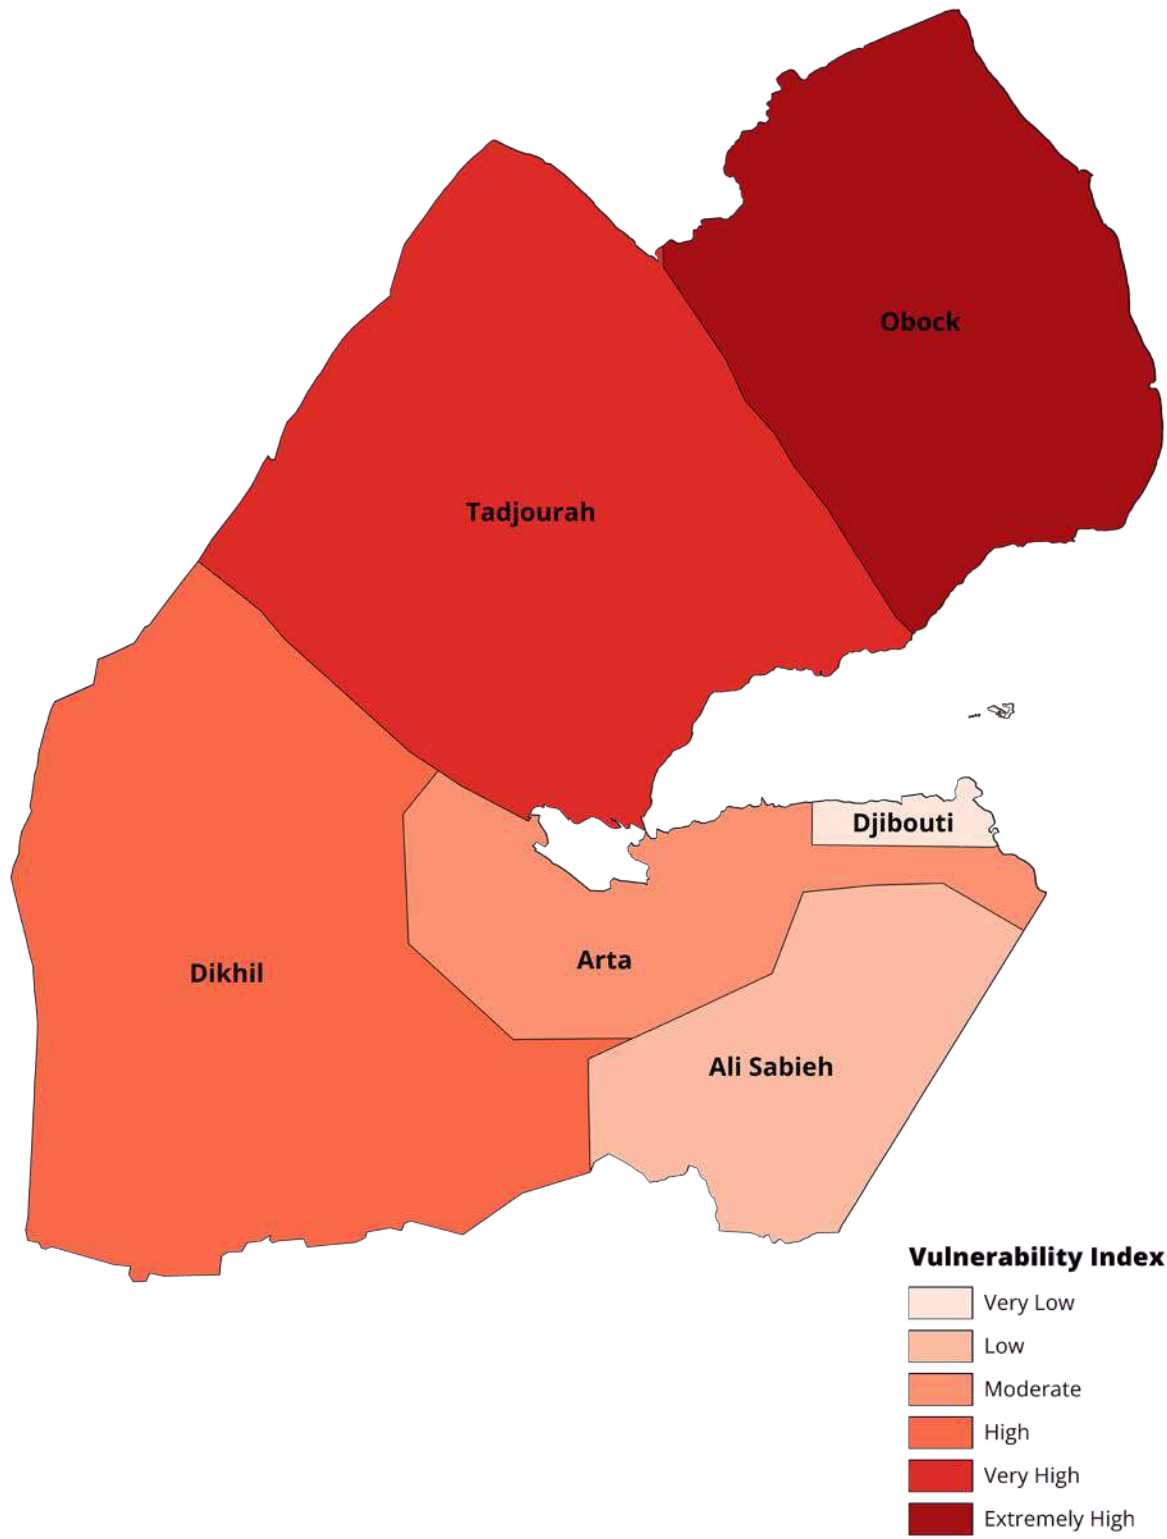 Obock
Tadjourah
Djibouti
Arta
Dikhil
Ali Sabieh
Vulnerability Index
Very Low
Low
Moderate
High
Very High
Extremely High